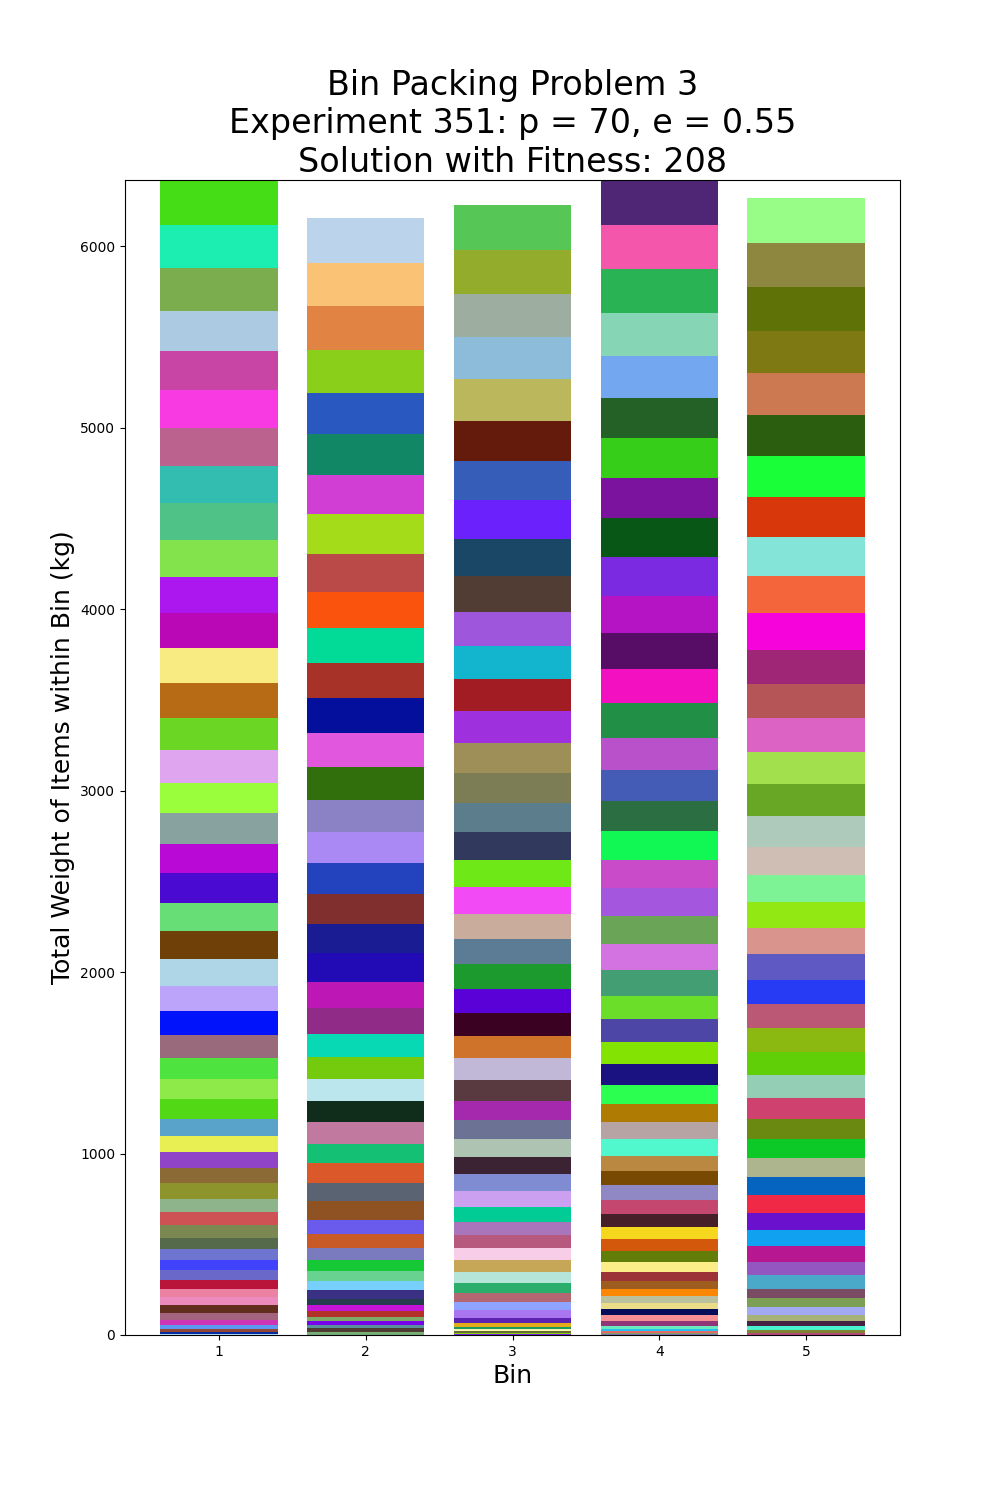 Bin Packing Problem 3
Experiment 351: p = 70, e = 0.55
Solution with Fitness: 208
Total Weight of Items within Bin (kg)
6000
5000
4000
3000
2000
1000
0
1 2 3 4 5
Bin